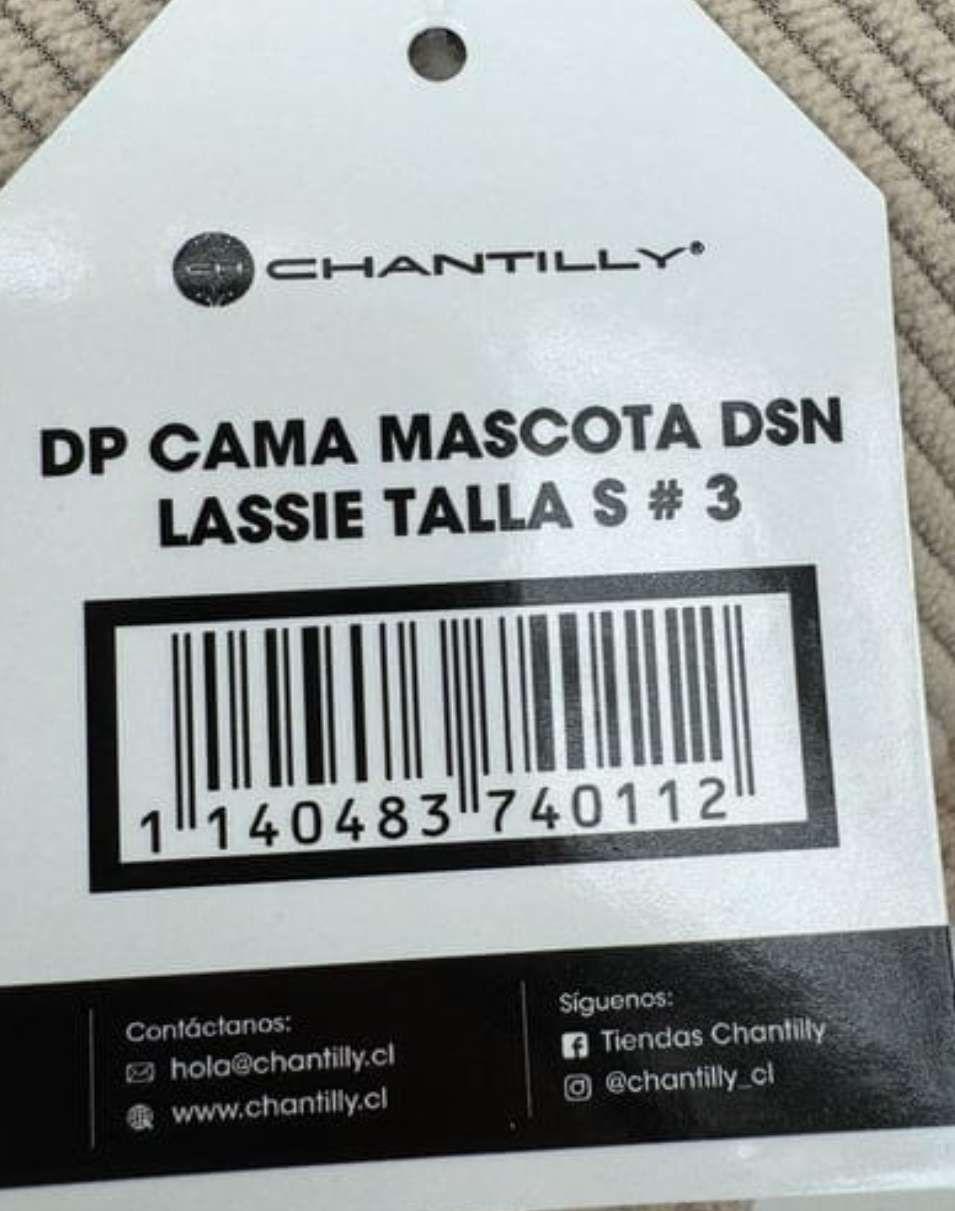 CH CHANTILLY®
DP CAMA MASCOTA DSN
LASSIE TALLA S # 3
1 140483 740112
Contáctanos:
hola@chantilly.cl
www.chantilly.cl
Síguenos:
Tiendas Chantilly
@chantilly_cl